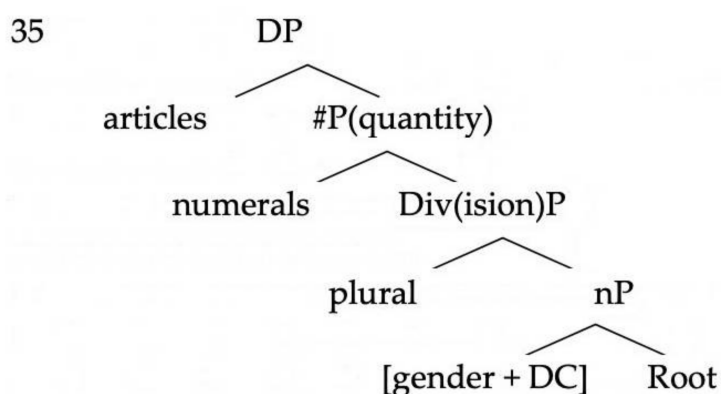 35 DP
articles #P(quantity)
numerals Div(ision)P
plural nP
[gender + DC] Root